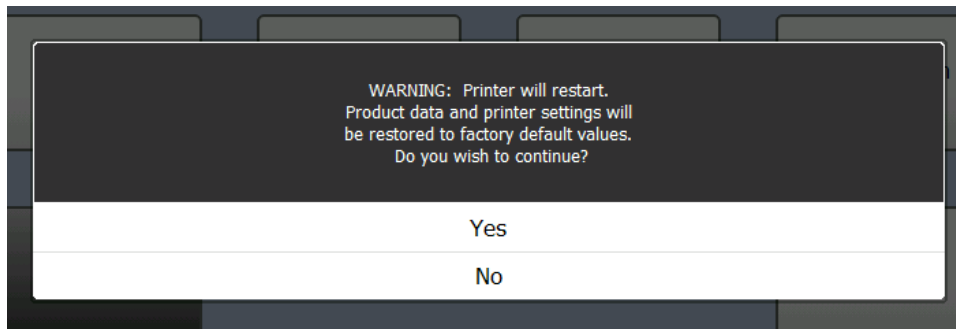 WARNING:  Printer will restart.
Product data and printer settings will
be restored to factory default values.
Do you wish to continue?
Yes
No